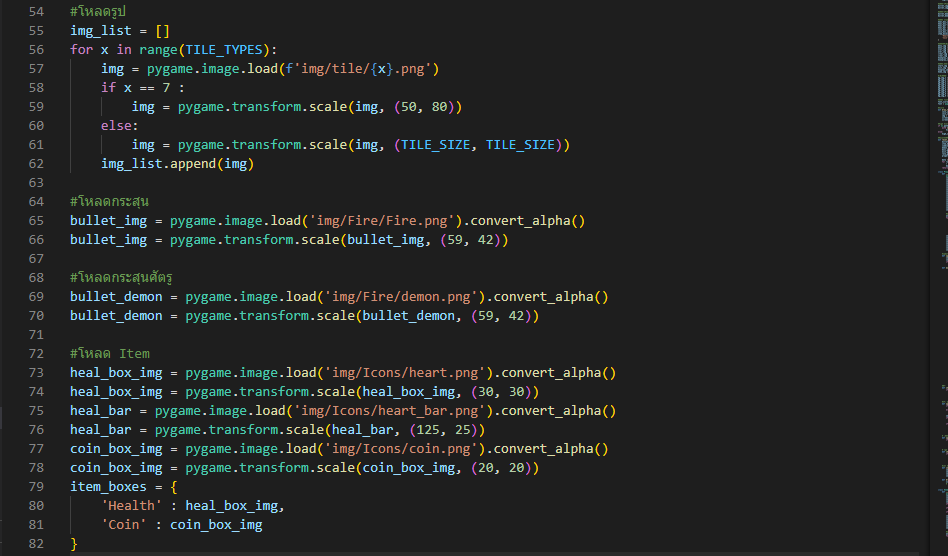 54 #โหลดรูป
55 img_list = []
56 for x in range(TILE_TYPES):
57     img = pygame.image.load(f'img/tile/{x}.png')
58     if x == 7 :
59         img = pygame.transform.scale(img, (50, 80))
60     else:
61         img = pygame.transform.scale(img, (TILE_SIZE, TILE_SIZE))
62     img_list.append(img)
63
64 #โหลดกระสุน
65 bullet_img = pygame.image.load('img/Fire/Fire.png').convert_alpha()
66 bullet_img = pygame.transform.scale(bullet_img, (59, 42))
67
68 #โหลดกระสุนศัตรู
69 bullet_demon = pygame.image.load('img/Fire/demon.png').convert_alpha()
70 bullet_demon = pygame.transform.scale(bullet_demon, (59, 42))
71
72 #โหลด Item
73 heal_box_img = pygame.image.load('img/Icons/heart.png').convert_alpha()
74 heal_box_img = pygame.transform.scale(heal_box_img, (30, 30))
75 heal_bar = pygame.image.load('img/Icons/heart_bar.png').convert_alpha()
76 heal_bar = pygame.transform.scale(heal_bar, (125, 25))
77 coin_box_img = pygame.image.load('img/Icons/coin.png').convert_alpha()
78 coin_box_img = pygame.transform.scale(coin_box_img, (20, 20))
79 item_boxes = {
80     'Health' : heal_box_img,
81     'Coin' : coin_box_img
82 }